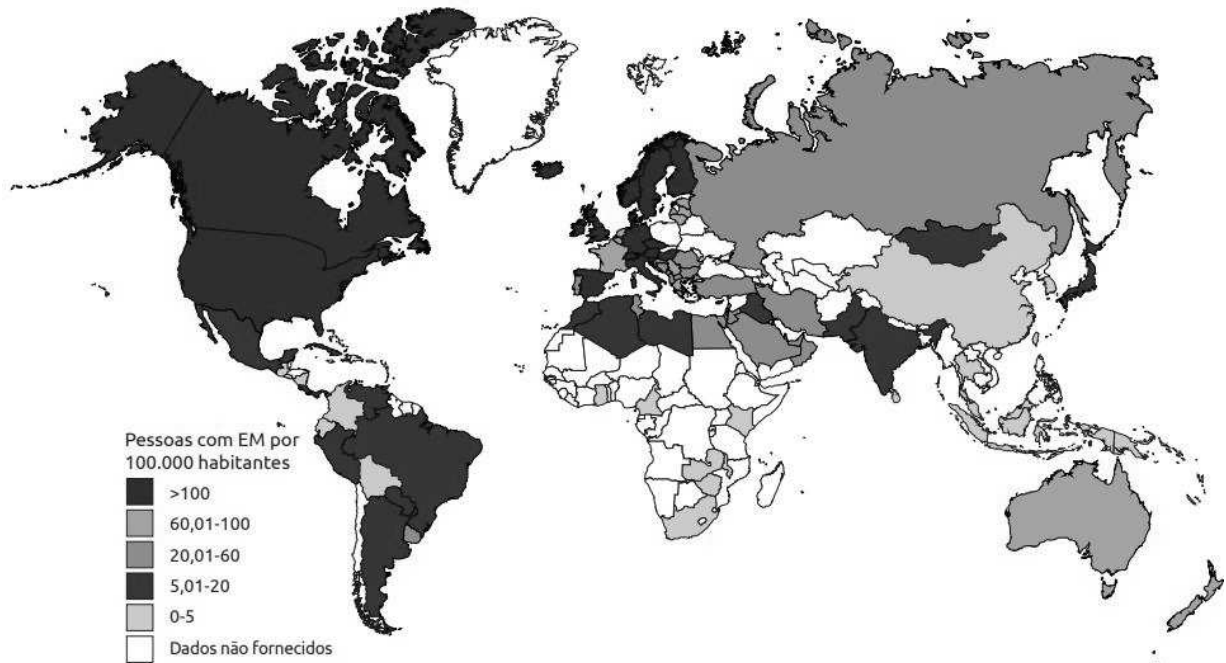 Pessoas com EM por
100.000 habitantes
>100
60,01-100
20,01-60
5,01-20
0-5
Dados não fornecidos